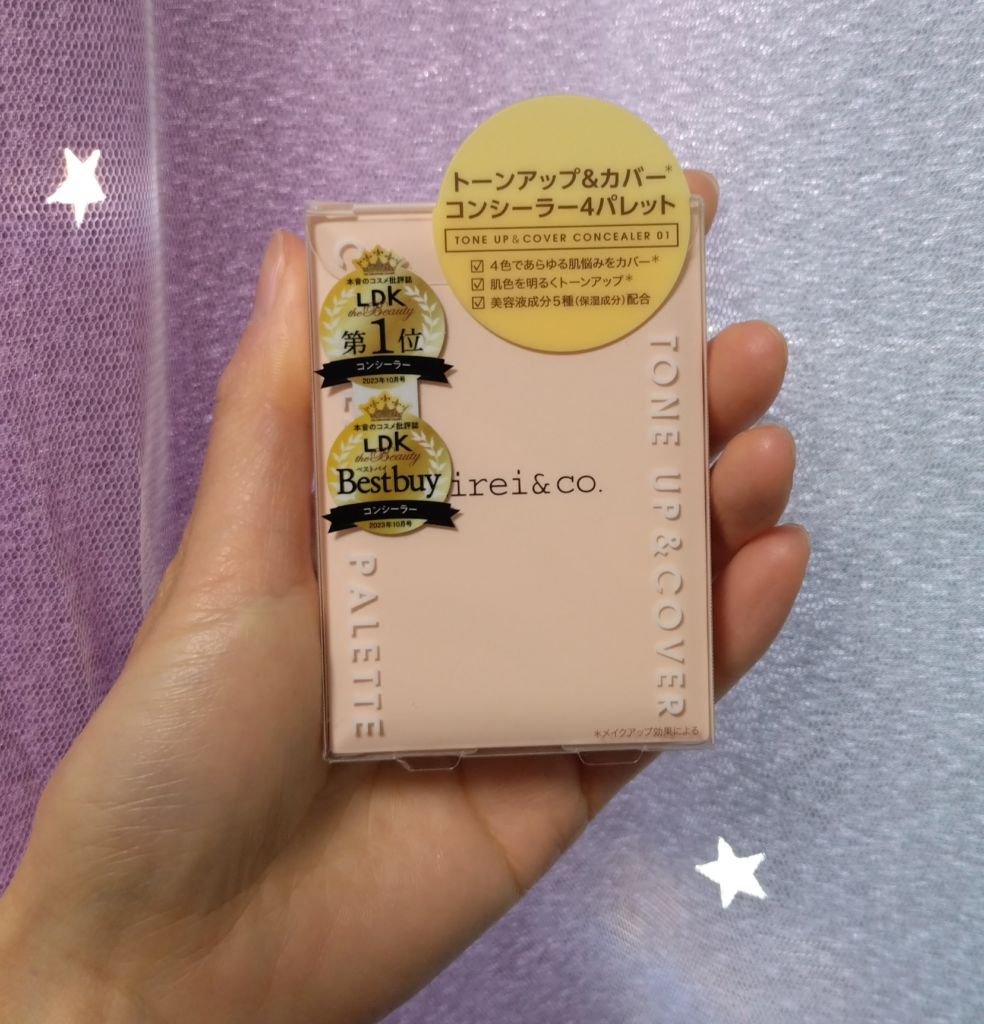 トーンアップ&カバー*
コンシーラー4パレット
TONE UP & COVER CONCEALER 01
☑ 4色であらゆる肌悩みをカバー*
☑ 肌色を明るくトーンアップ*
☑ 美容液成分5種(保湿成分)配合
本音のコスメ批評誌
LDK
the Beauty
第1位
コンシーラー
2023年10月号
本音のコスメ批評誌
LDK
the Beauty
ベストバイ
Bestbuy
コンシーラー
2023年10月号
irei&co.
PALETTE
TONE UP&COVER
*メイクアップ効果による